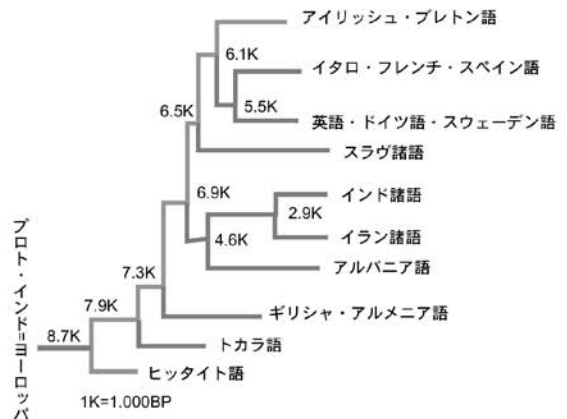 アイリッシュ・ブレトン語
6.1K
イタロ・フレンチ・スペイン語
5.5K
英語・ドイツ語・スウェーデン語
6.5K
スラヴ諸語
6.9K
インド諸語
2.9K
イラン諸語
4.6K
アルバニア語
7.3K
ギリシャ・アルメニア語
7.9K
トカラ語
8.7K
ヒッタイト語
プロト・インド=ヨーロッパ
1K=1.000BP